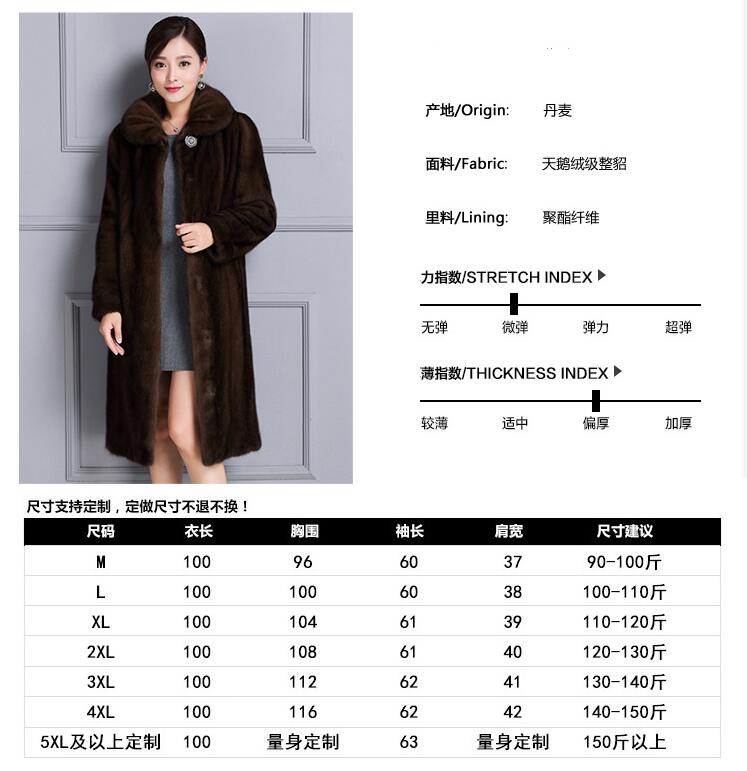 产地/Origin: 丹麦
面料/Fabric: 天鹅绒级整貂
里料/Lining: 聚酯纤维
力指数/STRETCH INDEX
无弹 微弹 弹力 超弹
薄指数/THICKNESS INDEX
较薄 适中 偏厚 加厚
尺寸支持定制，定做尺寸不退不换！
尺码 衣长 胸围 袖长 肩宽 尺寸建议
M 100 96 60 37 90-100斤
L 100 100 60 38 100-110斤
XL 100 104 61 39 110-120斤
2XL 100 108 61 40 120-130斤
3XL 100 112 62 41 130-140斤
4XL 100 116 62 42 140-150斤
5XL及以上定制 100 量身定制 63 量身定制 150斤以上